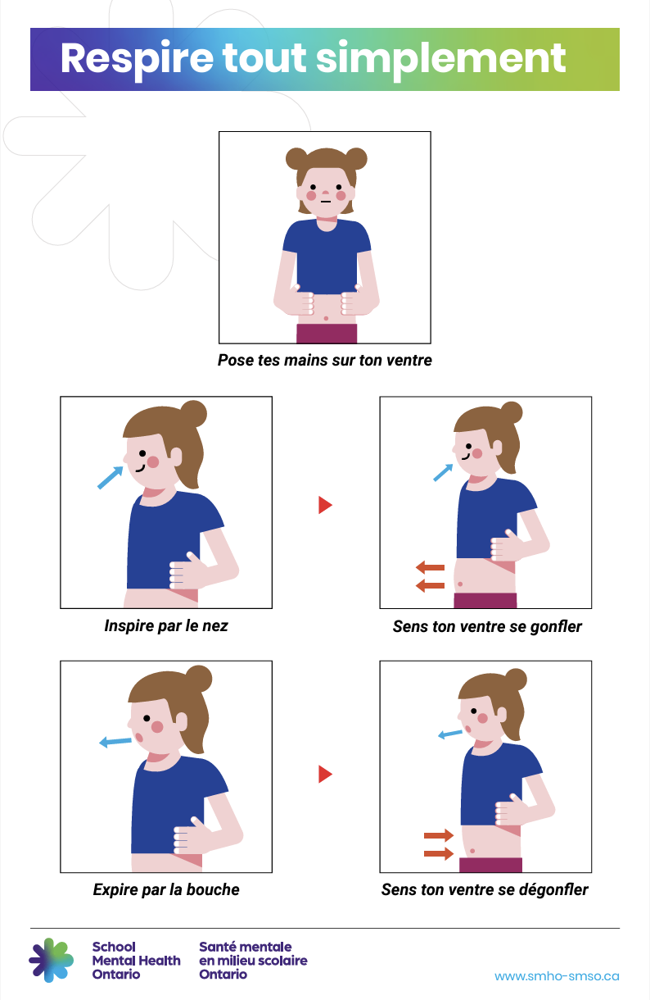 Respire tout simplement
Pose tes mains sur ton ventre
Inspire par le nez
Sens ton ventre se gonfler
Expire par la bouche
Sens ton ventre se dégonfler
School
Mental Health
Ontario
Santé mentale
en milieu scolaire
Ontario
www.smho-smso.ca